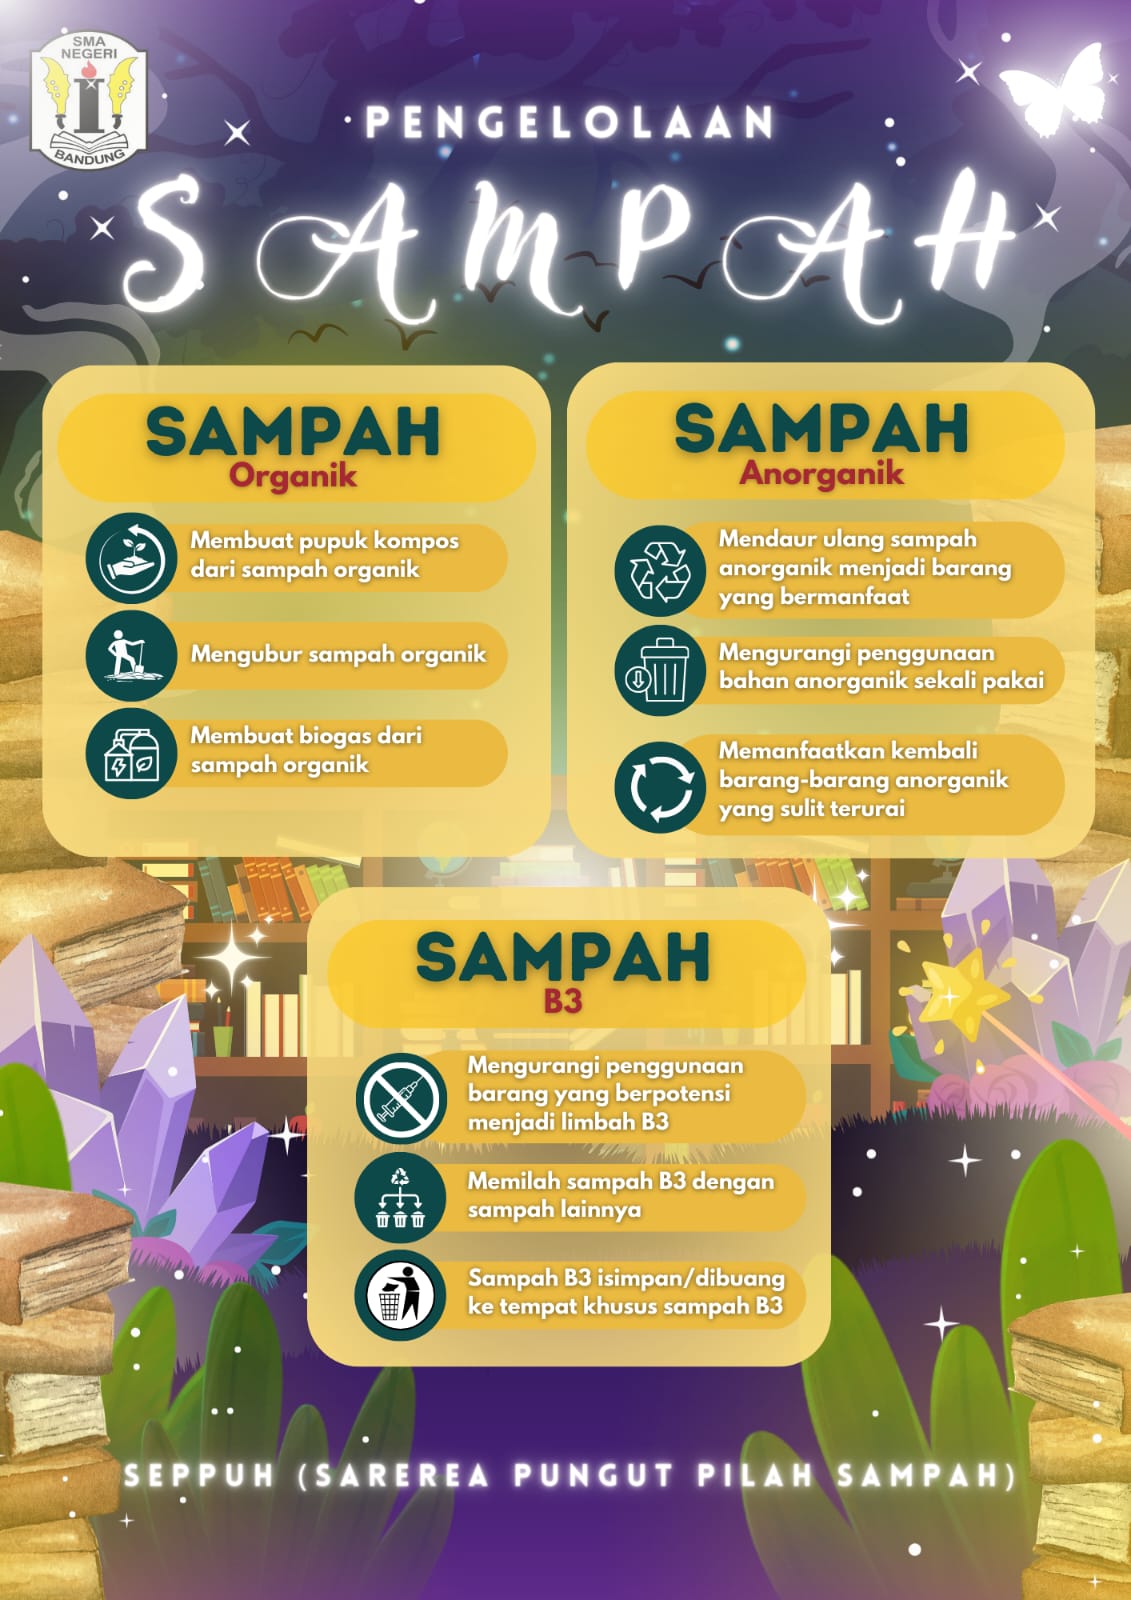 SMA
NEGERI
I
BANDUNG
PENGELOLAAN
SAMPAH
SAMPAH
Organik
Membuat pupuk kompos
dari sampah organik
Mengubur sampah organik
Membuat biogas dari
sampah organik
SAMPAH
Anorganik
Mendaur ulang sampah
anorganik menjadi barang
yang bermanfaat
Mengurangi penggunaan
bahan anorganik sekali pakai
Memanfaatkan kembali
barang-barang anorganik
yang sulit terurai
SAMPAH
B3
Mengurangi penggunaan
barang yang berpotensi
menjadi limbah B3
Memilah sampah B3 dengan
sampah lainnya
Sampah B3 isimpan/dibuang
ke tempat khusus sampah B3
SEPPUH (SAREREA PUNGUT PILAH SAMPAH)